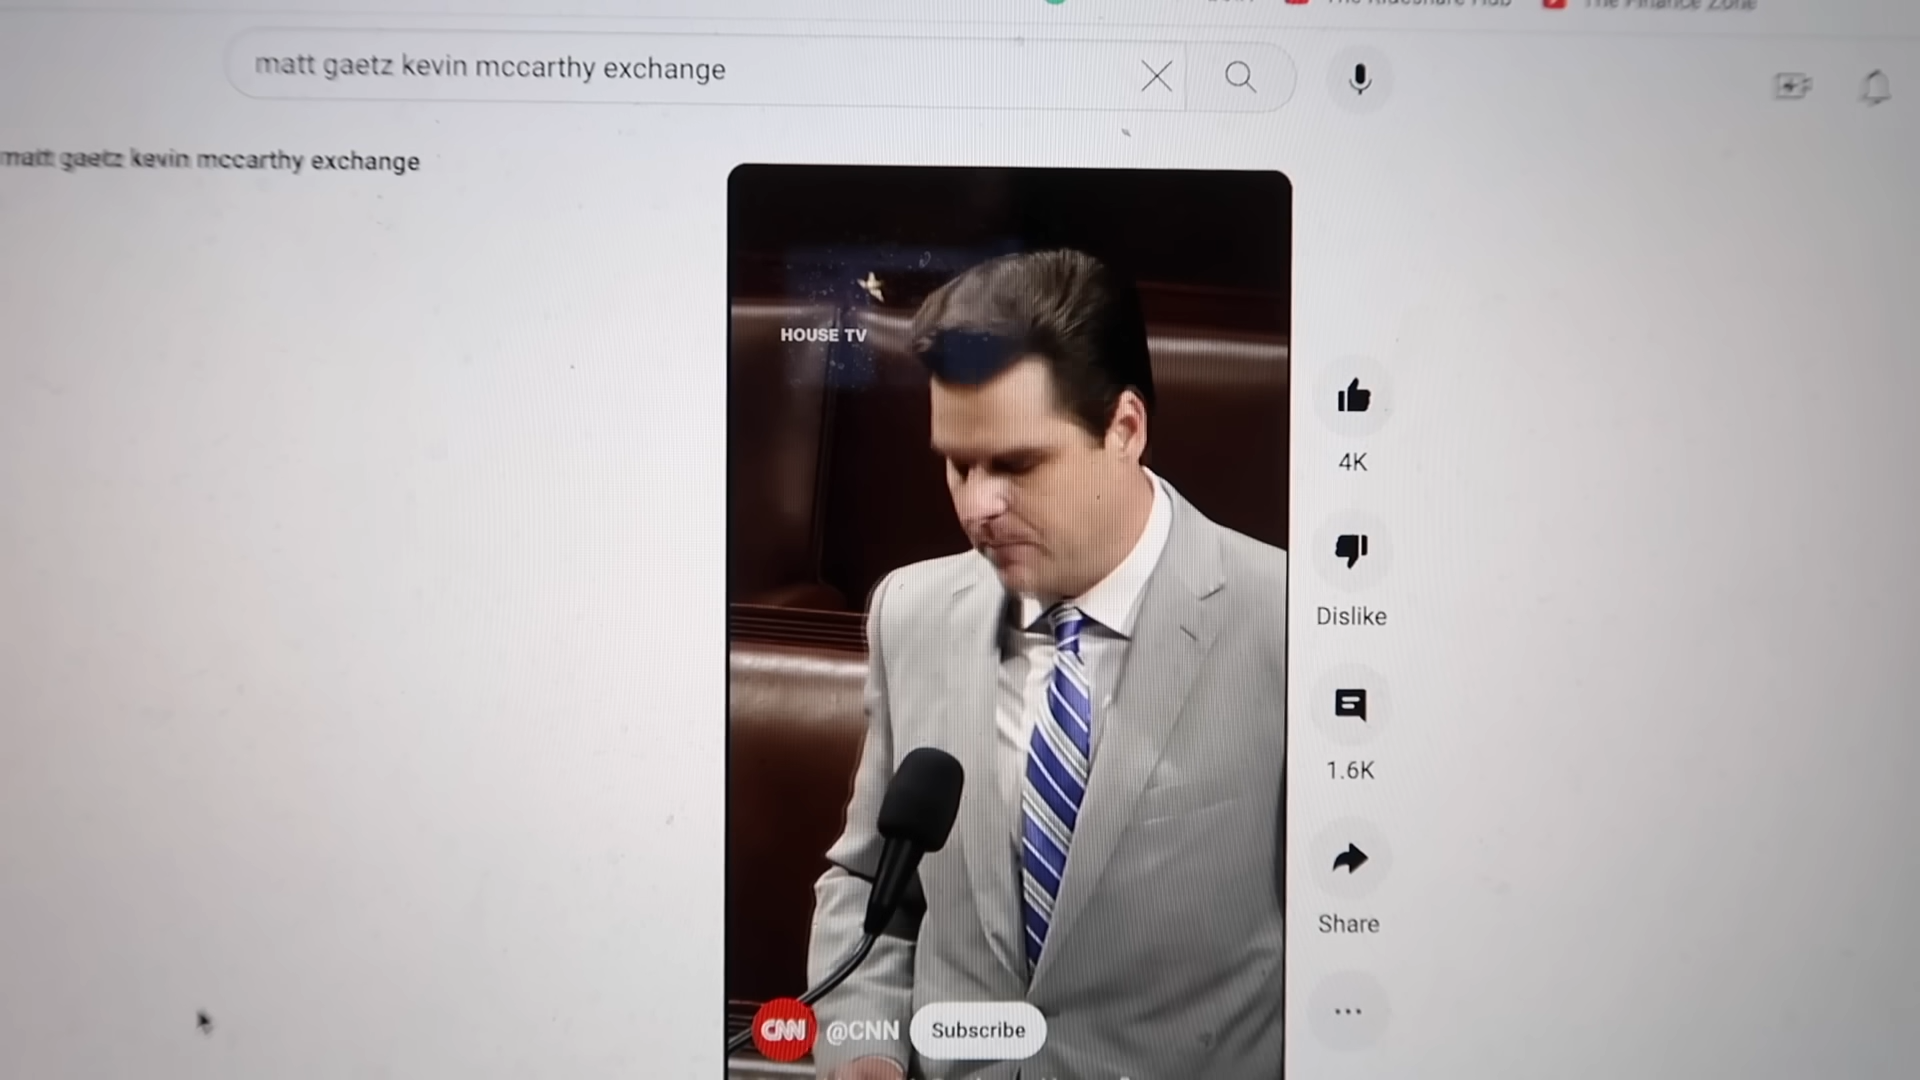 matt gaetz kevin mccarthy exchange
matt gaetz kevin mccarthy exchange
HOUSE TV
4K
Dislike
1.6K
Share
CNN @CNN Subscribe